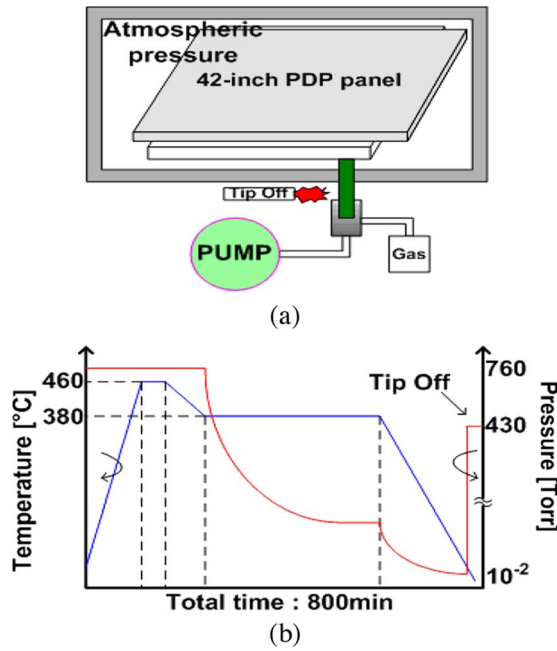 Atmospheric
pressure
42-inch PDP panel
Tip Off
PUMP
Gas
(a)
Temperature [°C]
460
380
Tip Off
760
430
10-2
Pressure [Torr]
Total time : 800min
(b)